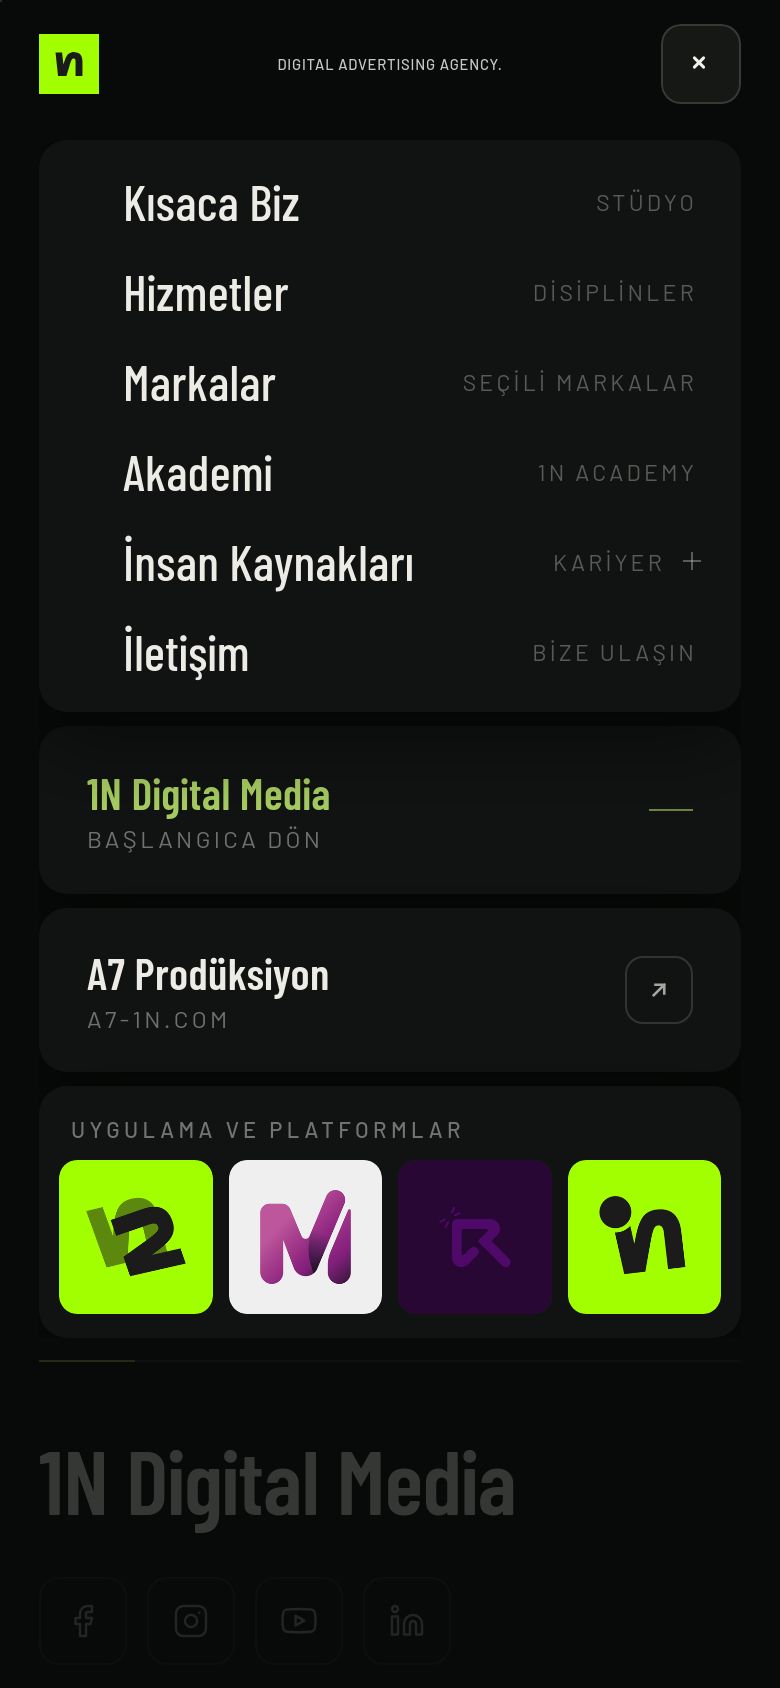 n
DIGITAL ADVERTISING AGENCY.
Kısaca Biz STÜDYO
Hizmetler DİSİPLİNLER
Markalar SEÇİLİ MARKALAR
Akademi 1N ACADEMY
İnsan Kaynakları KARİYER
İletişim BİZE ULAŞIN
1N Digital Media
BAŞLANGICA DÖN
A7 Prodüksiyon
A7-1N.COM
UYGULAMA VE PLATFORMLAR
1N Digital Media